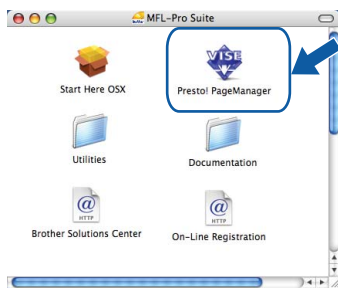 MFL-Pro Suite
VISE
Start Here OSX
Presto! PageManager
Utilities
Documentation
@
HTTP
@
HTTP
Brother Solutions Center
On-Line Registration